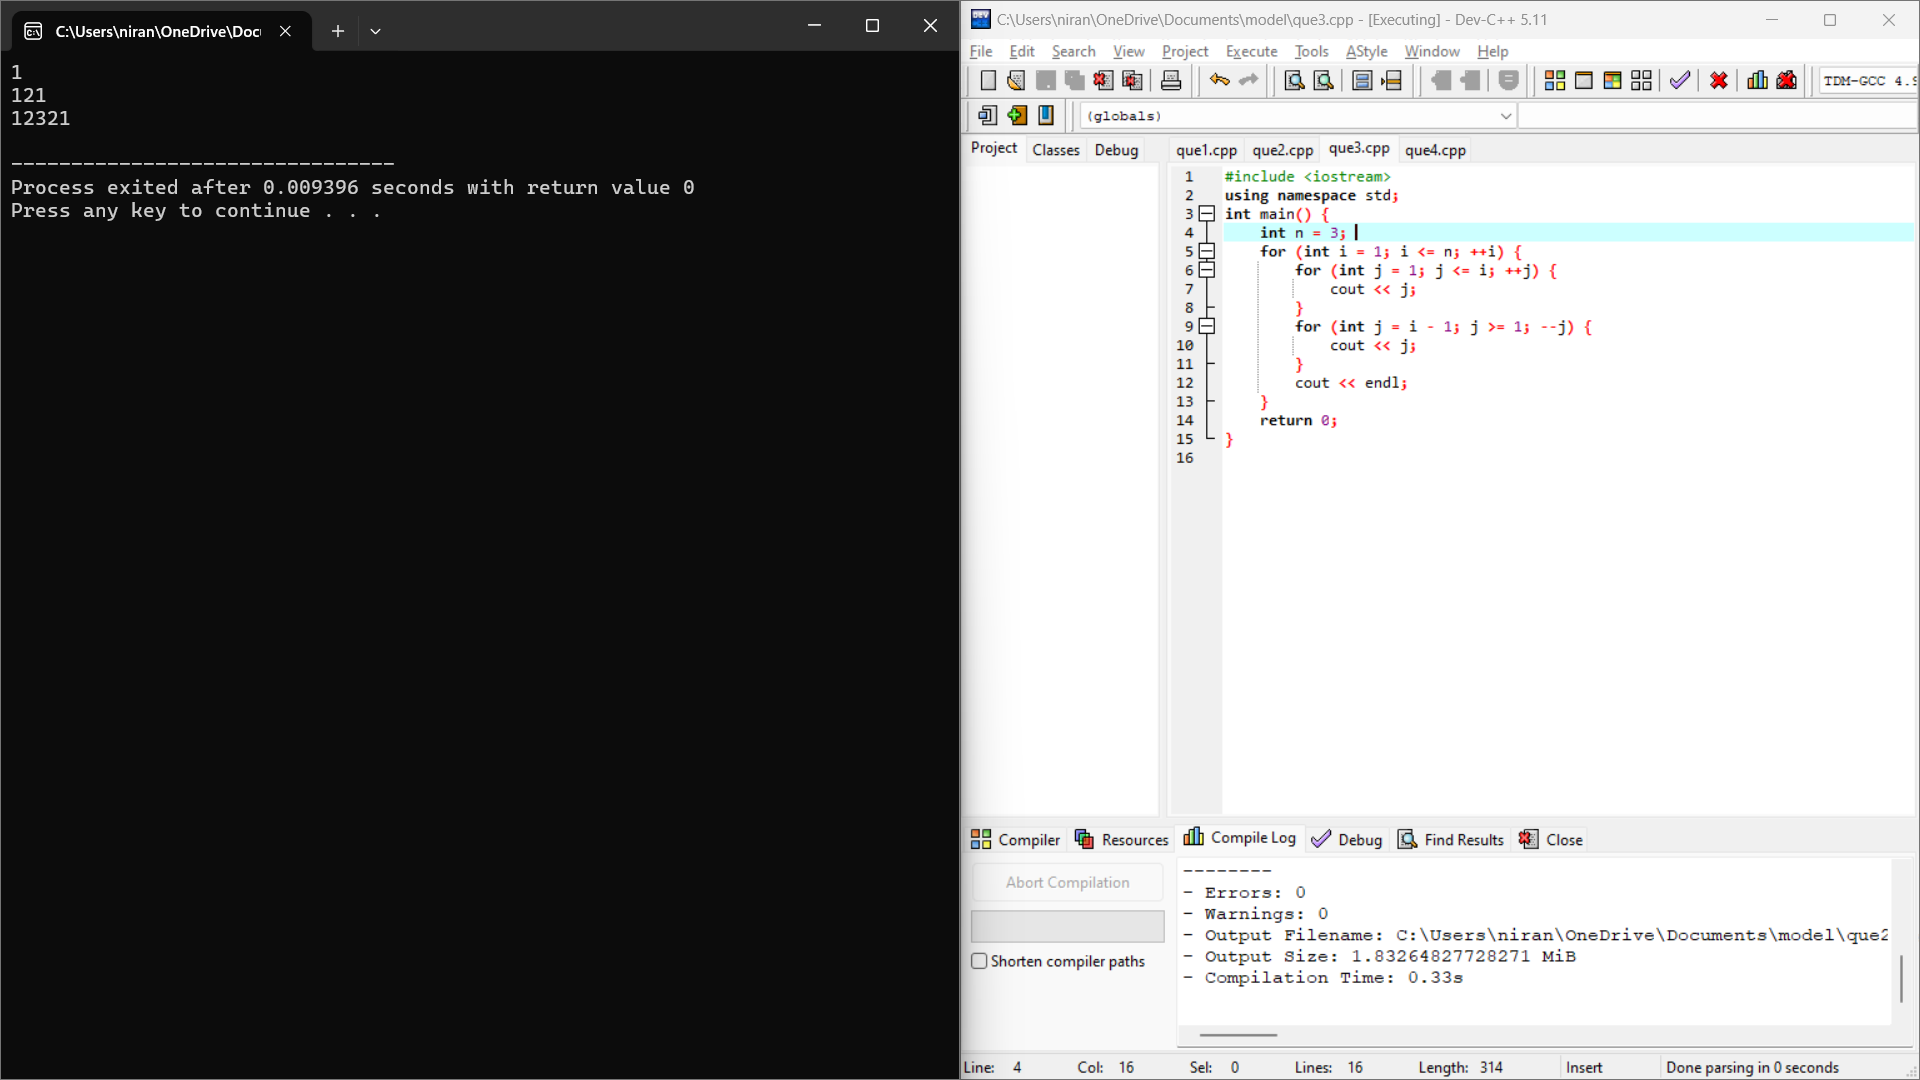 C:\Users\niran\OneDrive\Doc
1
121
12321
--------------------------------
Process exited after 0.009396 seconds with return value 0
Press any key to continue . . .
C:\Users\niran\OneDrive\Documents\model\que3.cpp - [Executing] - Dev-C++ 5.11
File Edit Search View Project Execute Tools AStyle Window Help
TDM-GCC 4.9
(globals)
Project Classes Debug
que1.cpp que2.cpp que3.cpp que4.cpp
1 #include <iostream>
2 using namespace std;
3 int main() {
4 int n = 3;
5 for (int i = 1; i <= n; ++i) {
6 for (int j = 1; j <= i; ++j) {
7 cout << j;
8 }
9 for (int j = i - 1; j >= 1; --j) {
10 cout << j;
11 }
12 cout << endl;
13 }
14 return 0;
15 }
16
Compiler Resources Compile Log Debug Find Results Close
Abort Compilation
Shorten compiler paths
--------
- Errors: 0
- Warnings: 0
- Output Filename: C:\Users\niran\OneDrive\Documents\model\que2
- Output Size: 1.83264827728271 MiB
- Compilation Time: 0.33s
Line: 4 Col: 16 Sel: 0 Lines: 16 Length: 314 Insert Done parsing in 0 seconds